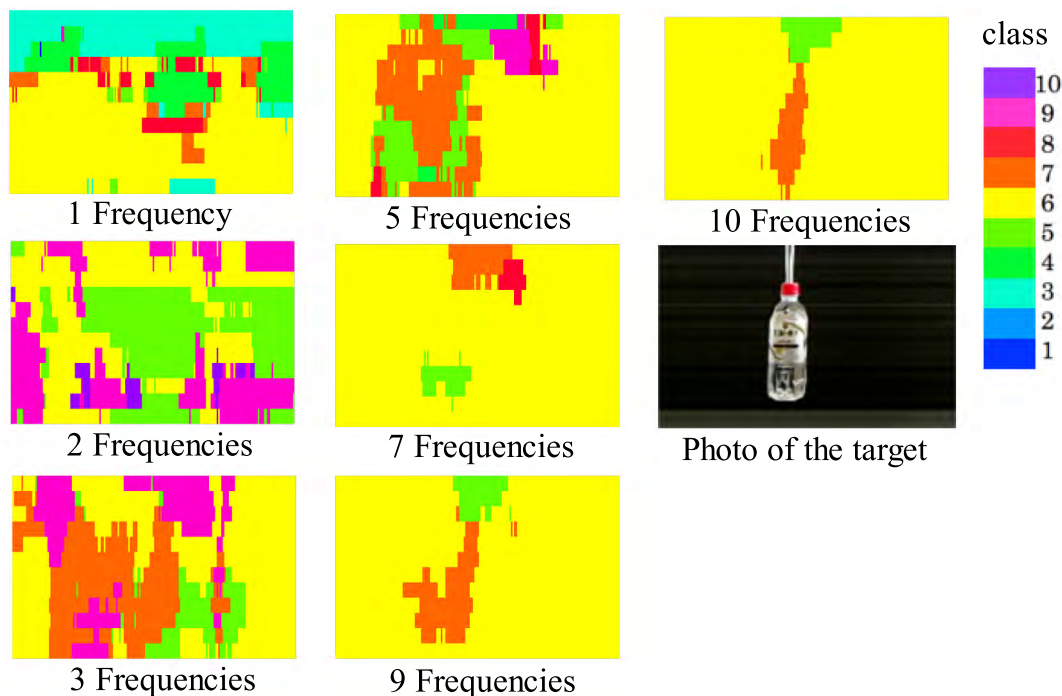 class
10
9
8
7
6
5
4
3
2
1
1 Frequency
5 Frequencies
10 Frequencies
2 Frequencies
7 Frequencies
Photo of the target
3 Frequencies
9 Frequencies